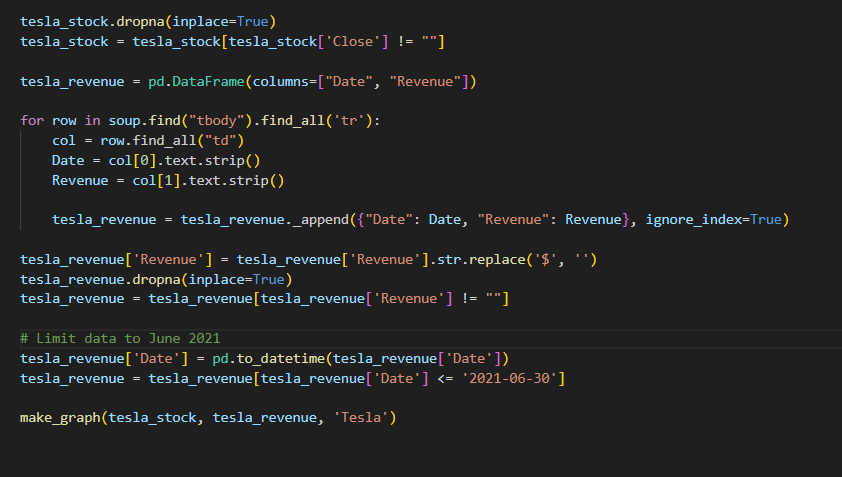 tesla_stock.dropna(inplace=True)
tesla_stock = tesla_stock[tesla_stock['Close'] != ""]
tesla_revenue = pd.DataFrame(columns=["Date", "Revenue"])
for row in soup.find("tbody").find_all('tr'):
    col = row.find_all("td")
    Date = col[0].text.strip()
    Revenue = col[1].text.strip()
    tesla_revenue = tesla_revenue._append({"Date": Date, "Revenue": Revenue}, ignore_index=True)
tesla_revenue['Revenue'] = tesla_revenue['Revenue'].str.replace('$', '')
tesla_revenue.dropna(inplace=True)
tesla_revenue = tesla_revenue[tesla_revenue['Revenue'] != ""]
# Limit data to June 2021
tesla_revenue['Date'] = pd.to_datetime(tesla_revenue['Date'])
tesla_revenue = tesla_revenue[tesla_revenue['Date'] <= '2021-06-30']
make_graph(tesla_stock, tesla_revenue, 'Tesla')